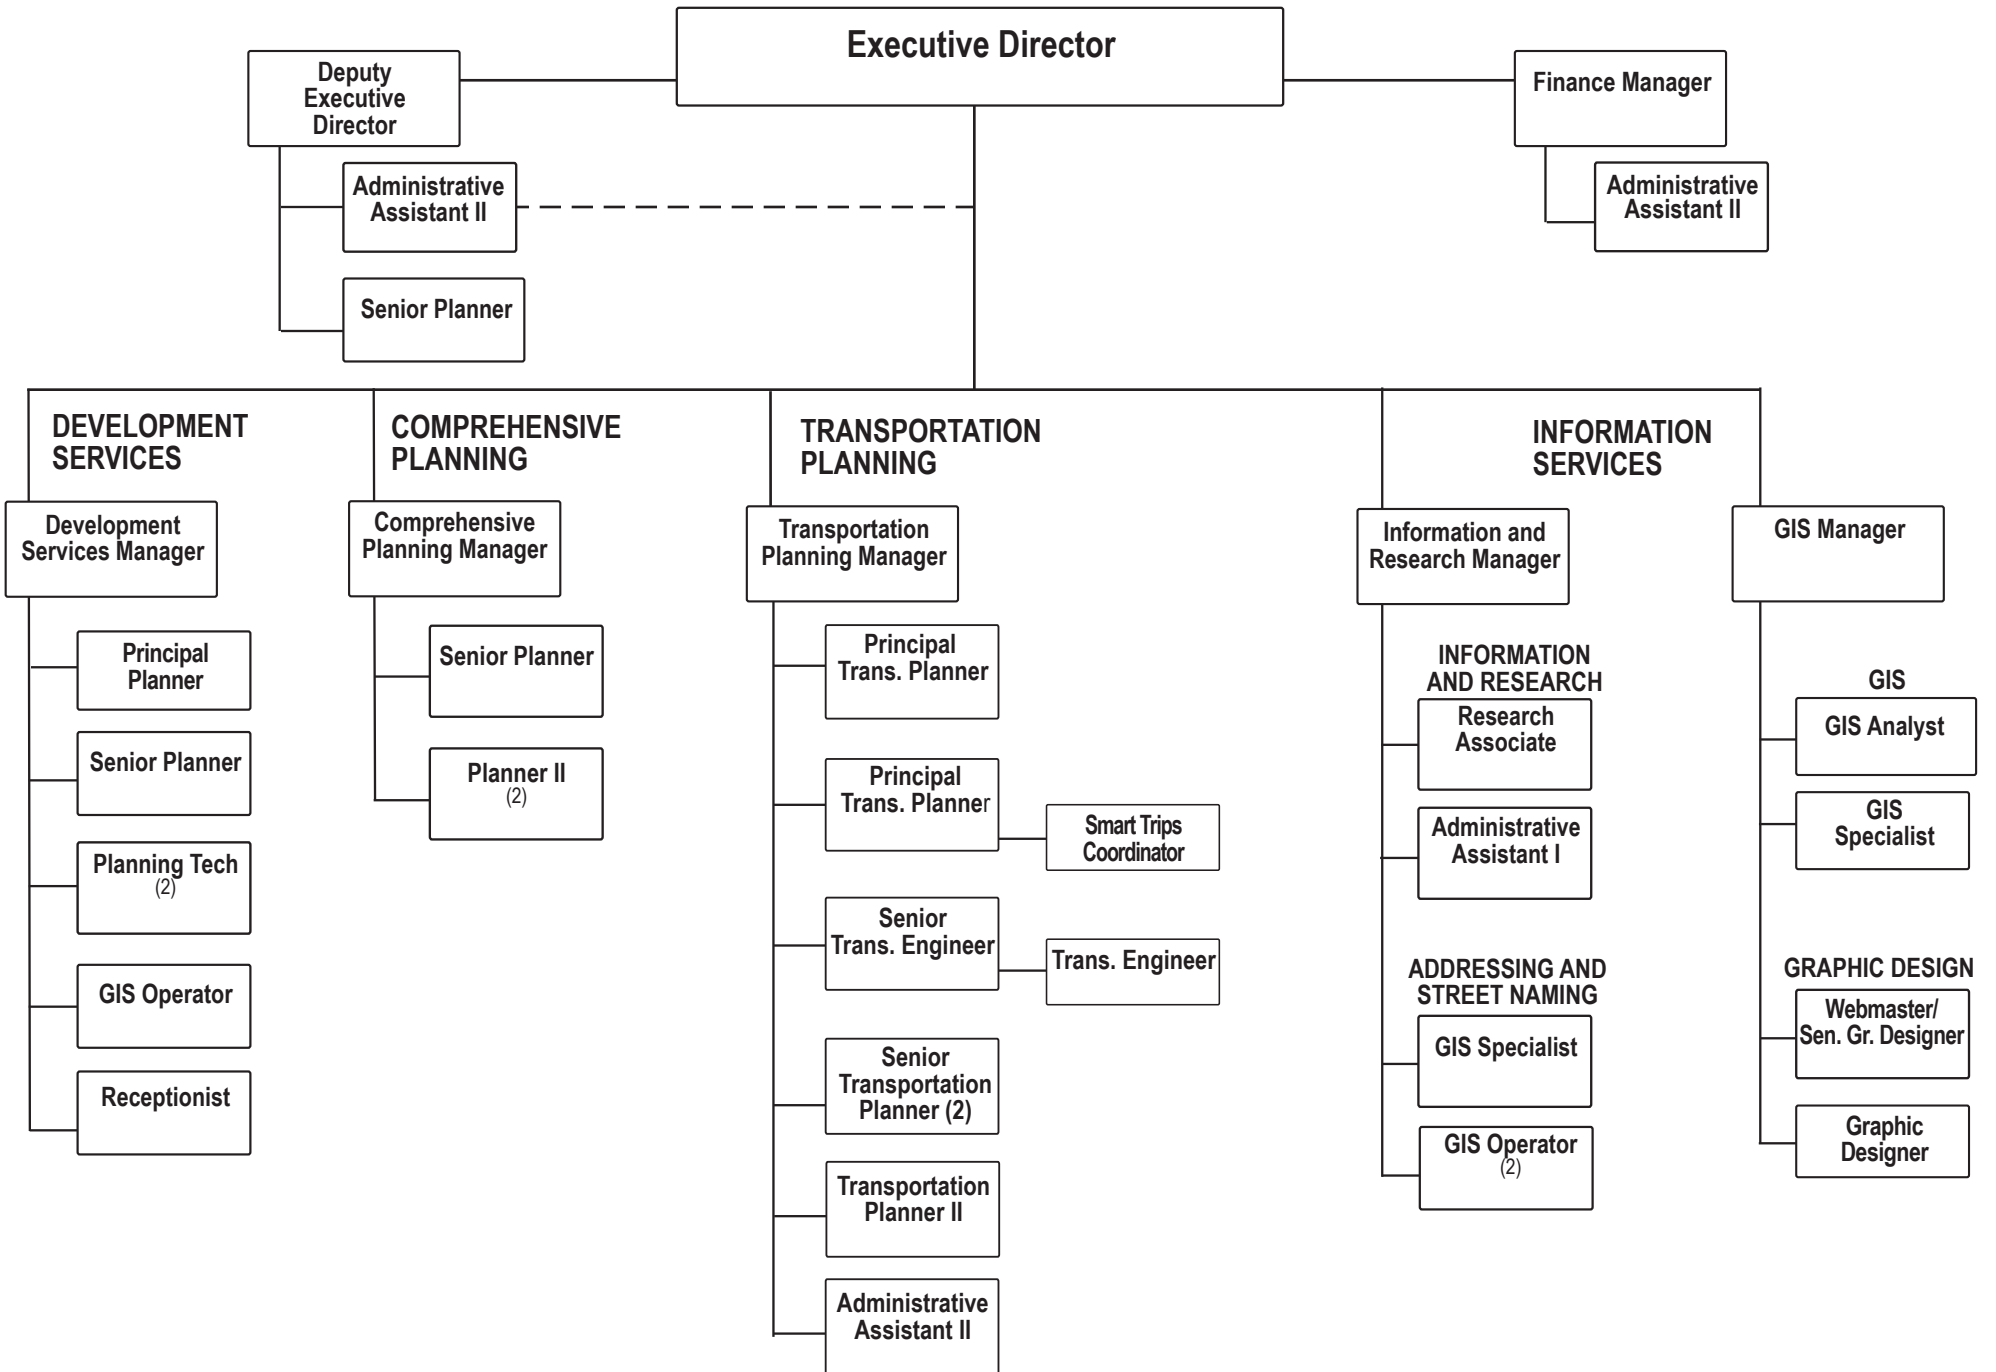 Executive Director
Deputy
Executive
Director
Finance Manager
Administrative
Assistant II
Administrative
Assistant II
Senior Planner
DEVELOPMENT
SERVICES
Development
Services Manager
Principal
Planner
Senior Planner
Planning Tech
(2)
GIS Operator
Receptionist
COMPREHENSIVE
PLANNING
Comprehensive
Planning Manager
Senior Planner
Planner II
(2)
TRANSPORTATION
PLANNING
Transportation
Planning Manager
Principal
Trans. Planner
Principal
Trans. Planner
Smart Trips
Coordinator
Senior
Trans. Engineer
Trans. Engineer
Senior
Transportation
Planner (2)
Transportation
Planner II
Administrative
Assistant II
INFORMATION
SERVICES
Information and
Research Manager
INFORMATION
AND RESEARCH
Research
Associate
Administrative
Assistant I
ADDRESSING AND
STREET NAMING
GIS Specialist
GIS Operator
(2)
GIS Manager
GIS
GIS Analyst
GIS
Specialist
GRAPHIC DESIGN
Webmaster/
Sen. Gr. Designer
Graphic
Designer